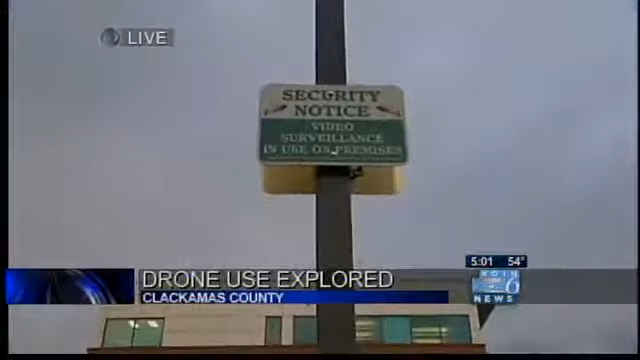 LIVE
SECURITY
NOTICE
VIDEO
SURVEILLANCE
IN USE ON PREMISES
5:01 54°
DRONE USE EXPLORED
KOIN
6
CLACKAMAS COUNTY
NEWS